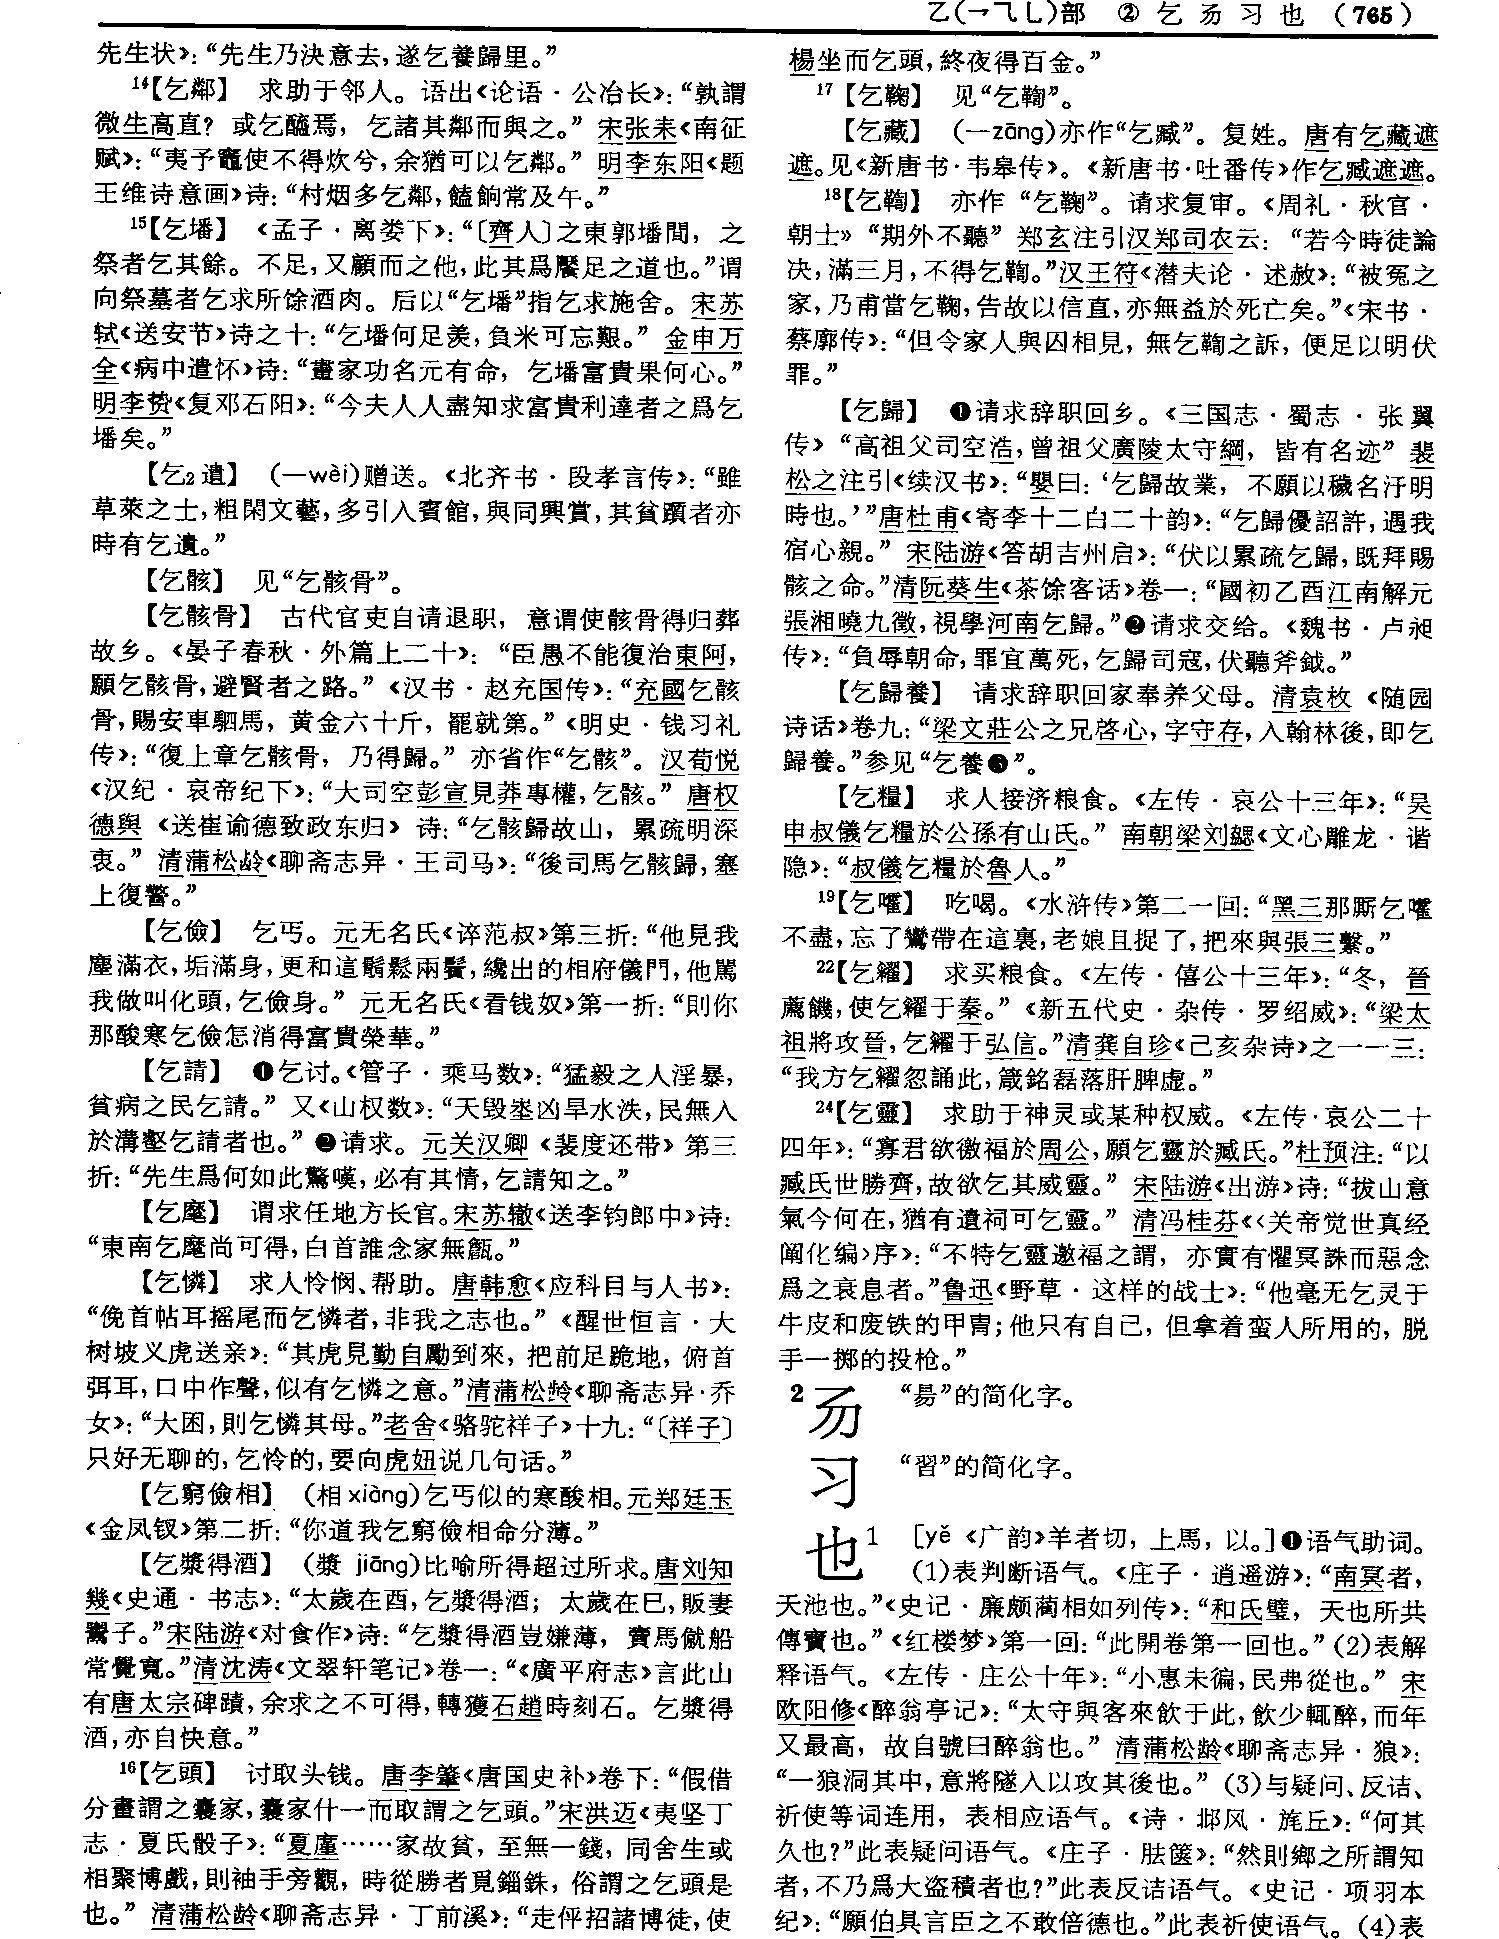 乙(乛⺄乚)部 ② 乞 𠃓 习 也 (765)
先生状》：“先生乃決意去，遂乞養歸里。”
14【乞鄰】 求助于邻人。语出《论语·公冶长》：“孰謂
微生高直？或乞醯焉，乞諸其鄰而與之。”宋张耒《南征
赋》：“夷予竈使不得炊兮，余猶可以乞鄰。”明李东阳《题
王维诗意画》诗：“村烟多乞鄰，饁餉常及午。”
15【乞墦】 《孟子·离娄下》：“〔齊人〕之東郭墦間，之
祭者乞其餘。不足，又顧而之他，此其爲饜足之道也。”谓
向祭墓者乞求所馀酒肉。后以“乞墦”指乞求施舍。宋苏
轼《送安节》诗之十：“乞墦何足羨，負米可忘艱。”金申万
全《病中遣怀》诗：“畫家功名元有命，乞墦富貴果何心。”
明李贽《复邓石阳》：“今夫人人盡知求富貴利達者之爲乞
墦矣。”
【乞₂遺】 (—wèi)赠送。《北齐书·段孝言传》：“雖
草萊之士，粗閑文藝，多引入賓館，與同興賞，其貧躓者亦
時有乞遺。”
【乞骸】 见“乞骸骨”。
【乞骸骨】 古代官吏自请退职，意谓使骸骨得归葬
故乡。《晏子春秋·外篇上二十》：“臣愚不能復治東阿，
願乞骸骨，避賢者之路。”《汉书·赵充国传》：“充國乞骸
骨，賜安車駟馬，黄金六十斤，罷就第。”《明史·钱习礼
传》：“復上章乞骸骨，乃得歸。”亦省作“乞骸”。汉荀悦
《汉纪·哀帝纪下》：“大司空彭宣見莽專權，乞骸。”唐权
德舆《送崔谕德致政东归》诗：“乞骸歸故山，累疏明深
衷。”清蒲松龄《聊斋志异·王司马》：“後司馬乞骸歸，塞
上復警。”
【乞儉】 乞丐。元无名氏《谇范叔》第三折：“他見我
塵滿衣，垢滿身，更和這鬅鬆兩鬢，纔出的相府儀門，他駡
我做叫化頭，乞儉身。”元无名氏《看钱奴》第一折：“則你
那酸寒乞儉怎消得富貴榮華。”
【乞請】 ❶乞讨。《管子·乘马数》：“猛毅之人淫暴，
貧病之民乞請。”又《山权数》：“天毁埊凶旱水泆，民無入
於溝壑乞請者也。”❷请求。元关汉卿《裴度还带》第三
折：“先生爲何如此驚嘆，必有其情，乞請知之。”
【乞麾】 谓求任地方长官。宋苏辙《送李钧郎中》诗：
“東南乞麾尚可得，白首誰念家無甔。”
【乞憐】 求人怜悯、帮助。唐韩愈《应科目与人书》：
“俛首帖耳摇尾而乞憐者，非我之志也。”《醒世恒言·大
树坡义虎送亲》：“其虎見勤自勵到來，把前足跪地，俯首
弭耳，口中作聲，似有乞憐之意。”清蒲松龄《聊斋志异·乔
女》：“大困，則乞憐其母。”老舍《骆驼祥子》十九：“〔祥子〕
只好无聊的，乞怜的，要向虎妞说几句话。”
【乞窮儉相】 (相xiàng)乞丐似的寒酸相。元郑廷玉
《金凤钗》第二折：“你道我乞窮儉相命分薄。”
【乞漿得酒】 (漿 jiāng)比喻所得超过所求。唐刘知
幾《史通·书志》：“太歲在酉，乞漿得酒；太歲在巳，販妻
鬻子。”宋陆游《对食作》诗：“乞漿得酒豈嫌薄，賣馬僦船
常覺寬。”清沈涛《交翠轩笔记》卷一：“《廣平府志》言此山
有唐太宗碑蹟，余求之不可得，轉獲石趙時刻石。乞漿得
酒，亦自快意。”
16【乞頭】 讨取头钱。唐李肇《唐国史补》卷下：“假借
分畫謂之囊家，囊家什一而取謂之乞頭。”宋洪迈《夷坚丁
志·夏氏骰子》：“夏廑……家故貧，至無一錢，同舍生或
相聚博戲，則袖手旁觀，時從勝者覓錙銖，俗謂之乞頭是
也。”清蒲松龄《聊斋志异·丁前溪》：“走伻招諸博徒，使
楊坐而乞頭，終夜得百金。”
17【乞鞠】 见“乞鞫”。
【乞藏】 (—zāng)亦作“乞臧”。复姓。唐有乞藏遮
遮。见《新唐书·韦皋传》。《新唐书·吐番传》作乞臧遮遮。
18【乞鞫】 亦作“乞鞠”。请求复审。《周礼·秋官·
朝士》“期外不聽”郑玄注引汉郑司农云：“若今時徒論
决，滿三月，不得乞鞫。”汉王符《潜夫论·述赦》：“被冤之
家，乃甫當乞鞠，告故以信直，亦無益於死亡矣。”《宋书·
蔡廓传》：“但令家人與囚相見，無乞鞫之訴，便足以明伏
罪。”
【乞歸】 ❶请求辞职回乡。《三国志·蜀志·张翼
传》“高祖父司空浩，曾祖父廣陵太守綱，皆有名迹”裴
松之注引《续汉书》：“嬰曰：‘乞歸故業，不願以穢名汙明
時也。’”唐杜甫《寄李十二白二十韵》：“乞歸優詔許，遇我
宿心親。”宋陆游《答胡吉州启》：“伏以累疏乞歸，既拜賜
骸之命。”清阮葵生《茶馀客话》卷一：“國初乙酉江南解元
張湘曉九徵，視學河南乞歸。”❷请求交给。《魏书·卢昶
传》：“負辱朝命，罪宜萬死，乞歸司寇，伏聽斧鉞。”
【乞歸養】 请求辞职回家奉养父母。清袁枚《随园
诗话》卷九：“梁文莊公之兄啓心，字守存，入翰林後，即乞
歸養。”参见“乞養❸”。
【乞糧】 求人接济粮食。《左传·哀公十三年》：“吴
申叔儀乞糧於公孫有山氏。”南朝梁刘勰《文心雕龙·谐
隐》：“叔儀乞糧於魯人。”
19【乞嚯】 吃喝。《水浒传》第二一回：“黑三那厮乞嚯
不盡，忘了鸞帶在這裏，老娘且捉了，把來與張三繫。”
22【乞糴】 求买粮食。《左传·僖公十三年》：“冬，晉
薦饑，使乞糴于秦。”《新五代史·杂传·罗绍威》：“梁太
祖將攻晉，乞糴于弘信。”清龚自珍《己亥杂诗》之一一三：
“我方乞糴忽誦此，箴銘磊落肝脾虚。”
24【乞靈】 求助于神灵或某种权威。《左传·哀公二十
四年》：“寡君欲徼福於周公，願乞靈於臧氏。”杜预注：“以
臧氏世勝齊，故欲乞其威靈。”宋陆游《出游》诗：“拔山意
氣今何在，猶有遺祠可乞靈。”清冯桂芬《〈关帝觉世真经
阐化编〉序》：“不特乞靈邀福之謂，亦實有懼冥誅而惡念
爲之衰息者。”鲁迅《野草·这样的战士》：“他毫无乞灵于
牛皮和废铁的甲胄；他只有自己，但拿着蛮人所用的，脱
手一掷的投枪。”
2 𠃓 “昜”的简化字。
习 “習”的简化字。
也1 [yě 《广韵》羊者切，上馬，以。]❶语气助词。
(1)表判断语气。《庄子·逍遥游》：“南冥者，
天池也。”《史记·廉颇蔺相如列传》：“和氏璧，天也所共
傳寶也。”《红楼梦》第一回：“此開卷第一回也。”(2)表解
释语气。《左传·庄公十年》：“小惠未徧，民弗從也。”宋
欧阳修《醉翁亭记》：“太守與客來飲于此，飲少輒醉，而年
又最高，故自號曰醉翁也。”清蒲松龄《聊斋志异·狼》：
“一狼洞其中，意將隧入以攻其後也。”(3)与疑问、反诘、
祈使等词连用，表相应语气。《诗·邶风·旄丘》：“何其
久也？”此表疑问语气。《庄子·胠箧》：“然則鄉之所謂知
者，不乃爲大盗積者也？”此表反诘语气。《史记·项羽本
纪》：“願伯具言臣之不敢倍德也。”此表祈使语气。(4)表